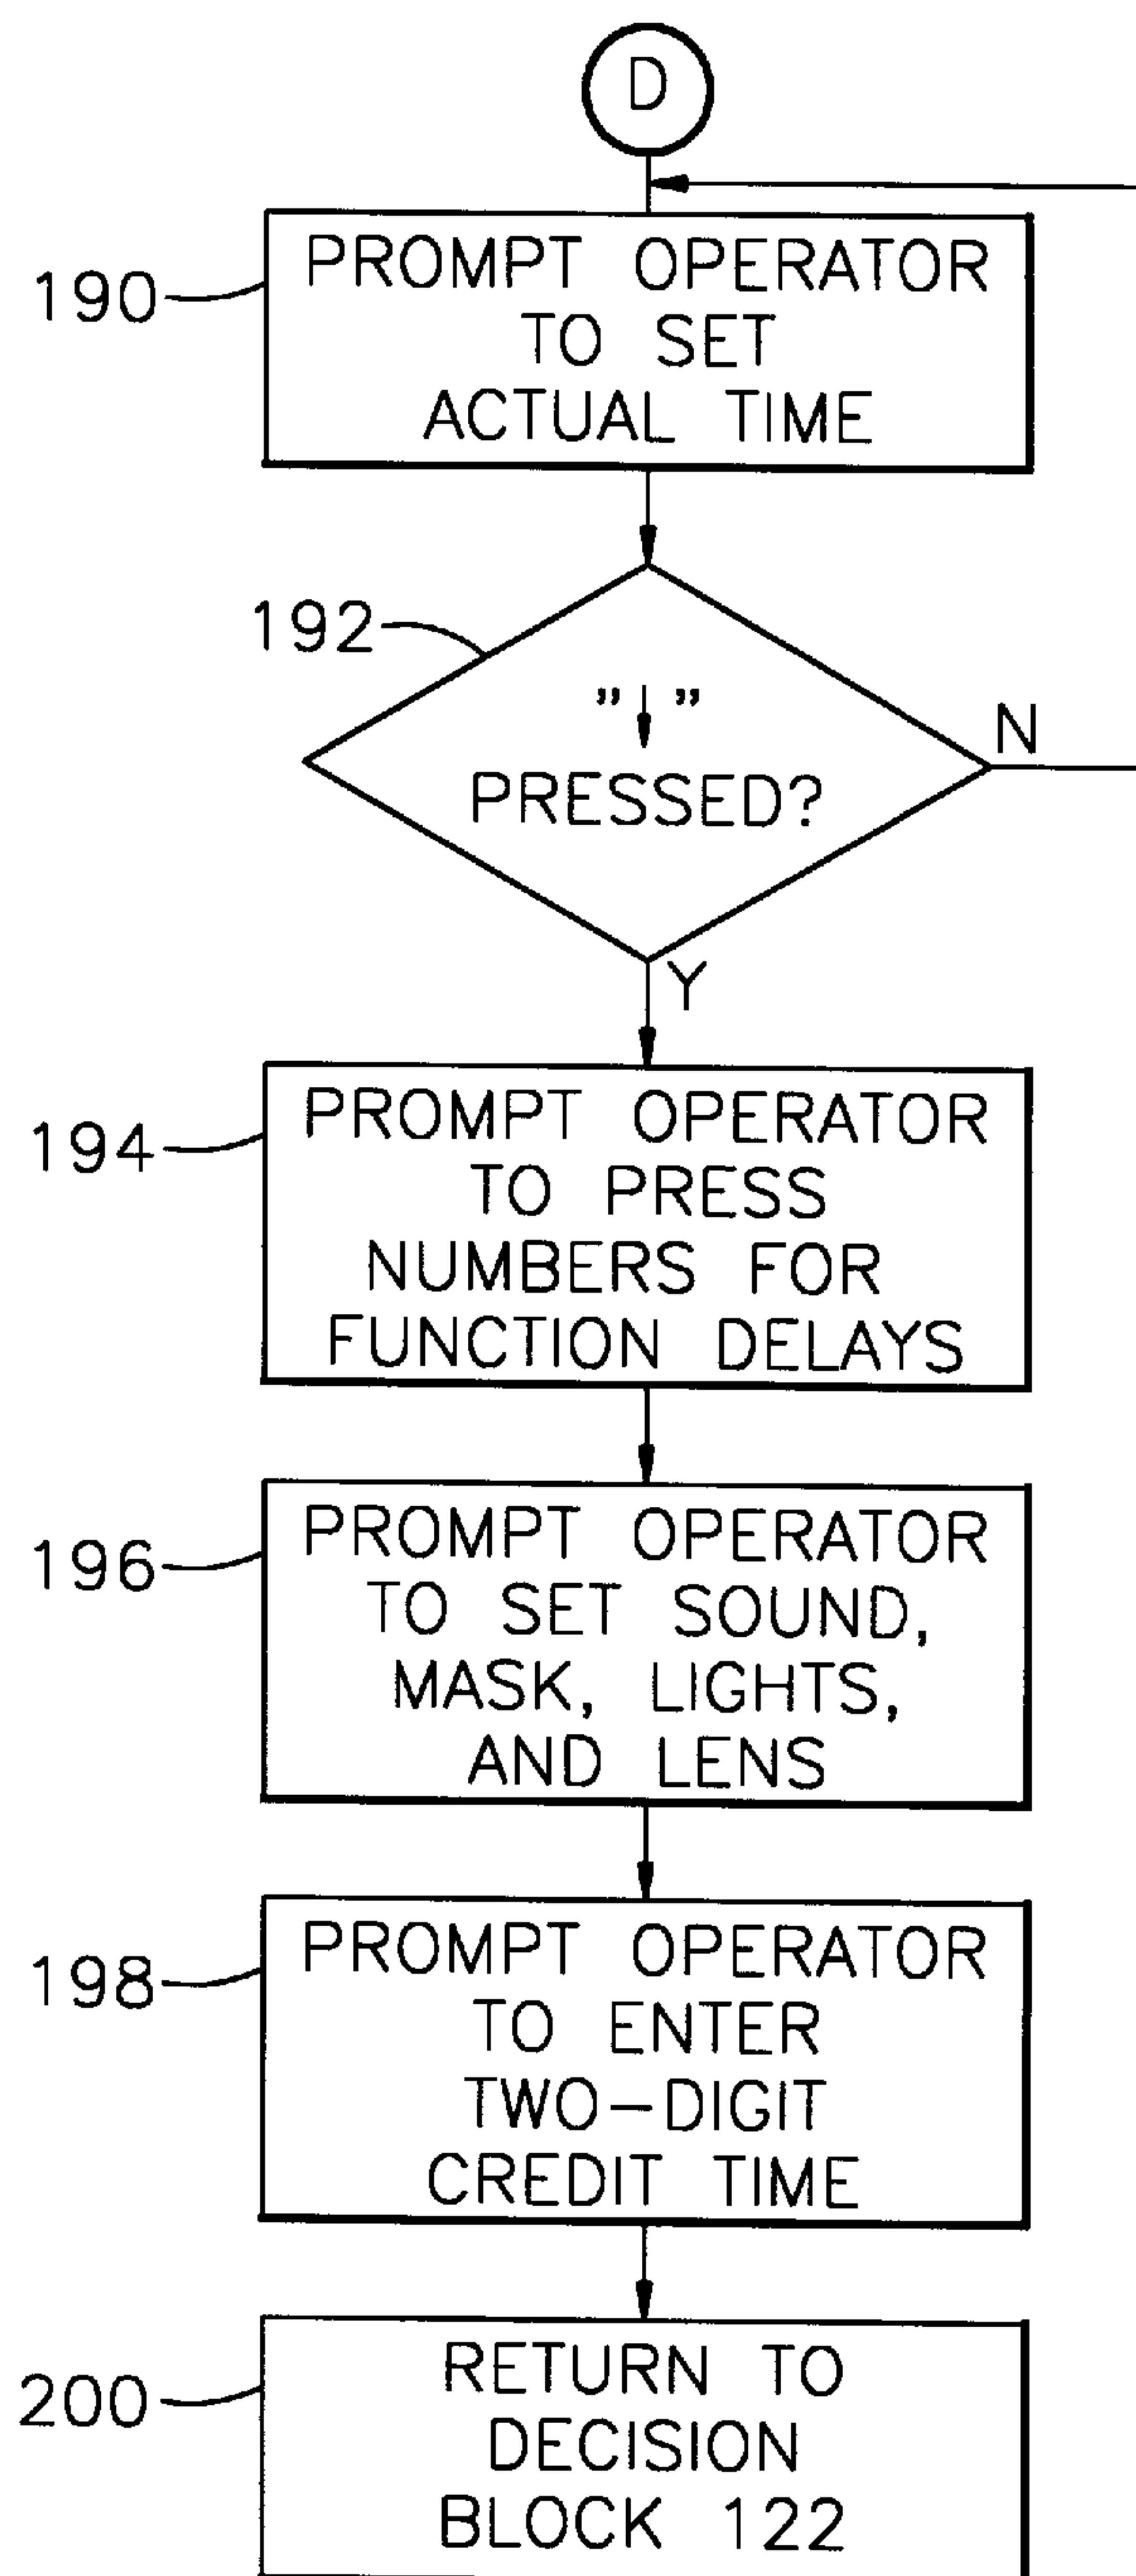 D
190
PROMPT OPERATOR
TO SET
ACTUAL TIME
192
"↓"
PRESSED?
N
Y
194
PROMPT OPERATOR
TO PRESS
NUMBERS FOR
FUNCTION DELAYS
196
PROMPT OPERATOR
TO SET SOUND,
MASK, LIGHTS,
AND LENS
198
PROMPT OPERATOR
TO ENTER
TWO-DIGIT
CREDIT TIME
200
RETURN TO
DECISION
BLOCK 122